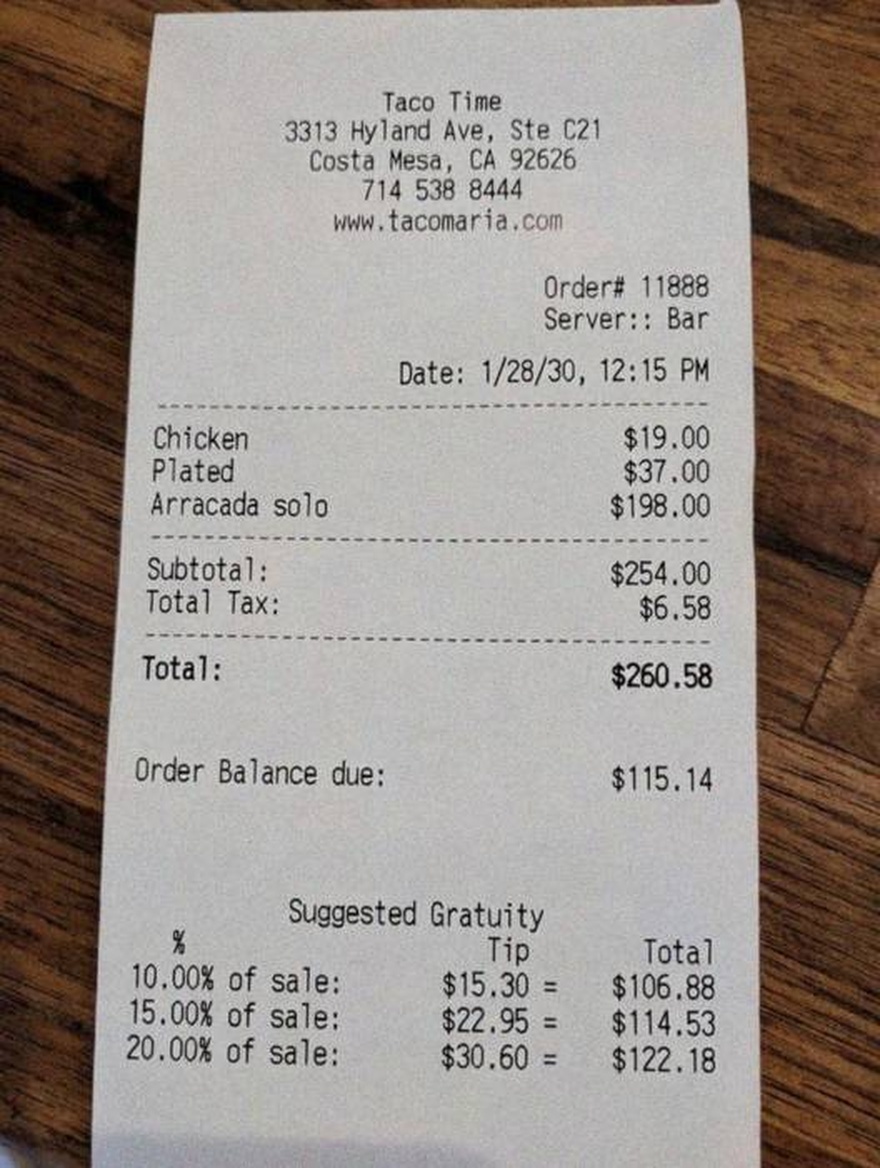 Taco Time
3313 Hyland Ave, Ste C21
Costa Mesa, CA 92626
714 538 8444
www.tacomaria.com
Order# 11888
Server:: Bar
Date: 1/28/30, 12:15 PM
Chicken $19.00
Plated $37.00
Arracada solo $198.00
Subtotal: $254.00
Total Tax: $6.58
Total: $260.58
Order Balance due: $115.14
Suggested Gratuity
% Tip Total
10.00% of sale: $15.30 = $106.88
15.00% of sale: $22.95 = $114.53
20.00% of sale: $30.60 = $122.18